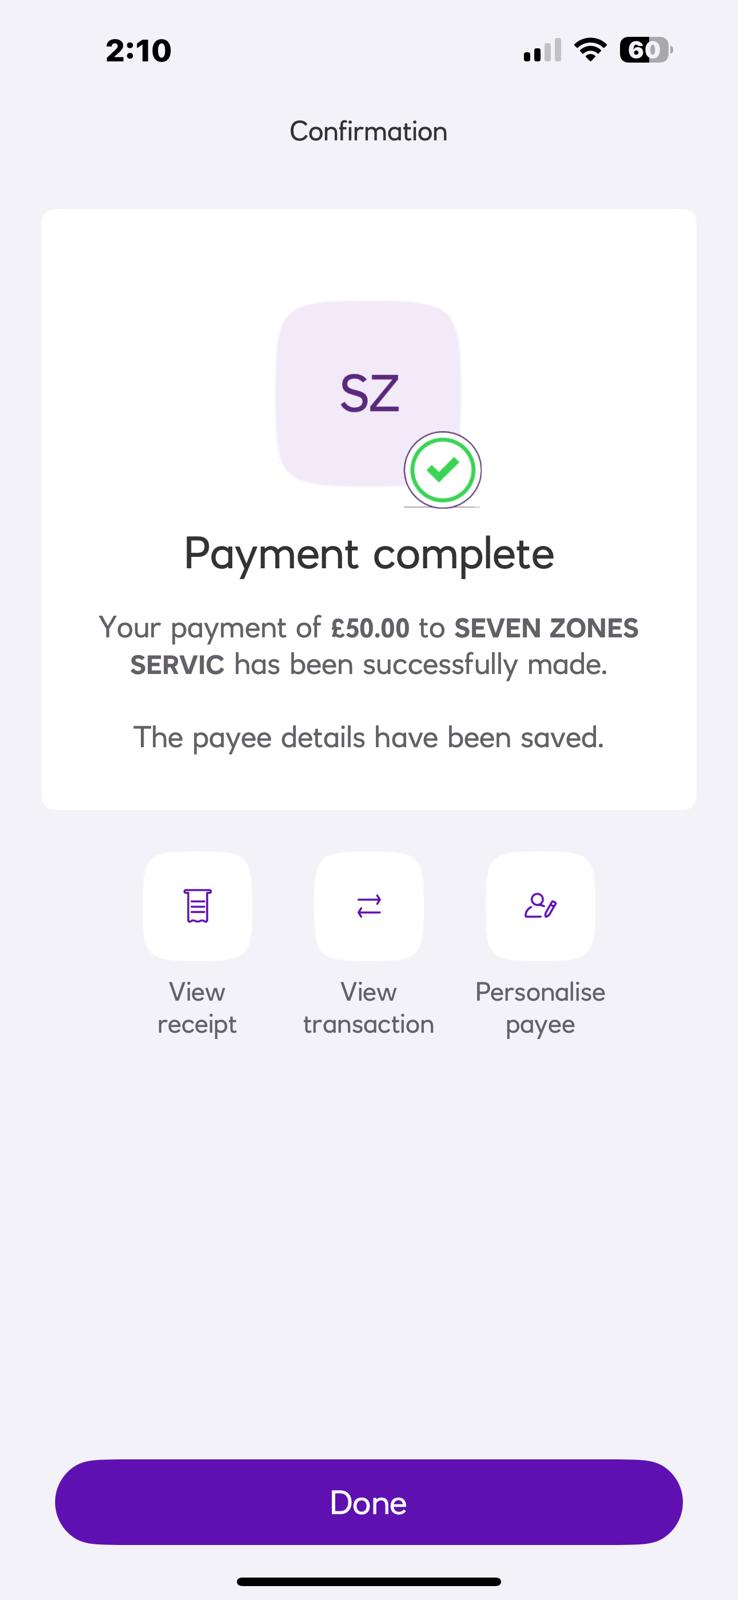 2:10
60
Confirmation
SZ
Payment complete
Your payment of £50.00 to SEVEN ZONES
SERVIC has been successfully made.
The payee details have been saved.
View receipt
View transaction
Personalise payee
Done